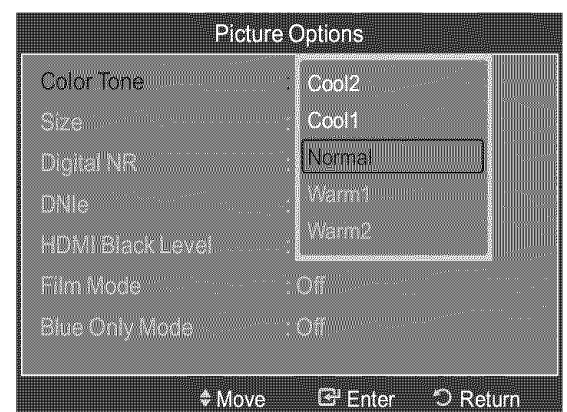 Picture Options
Color Tone : Cool2
Size : Cool1
Digital NR : Normal
DNIe : Warm1
HDMI Black Level : Warm2
Film Mode : Off
Blue Only Mode : Off
Move Enter Return